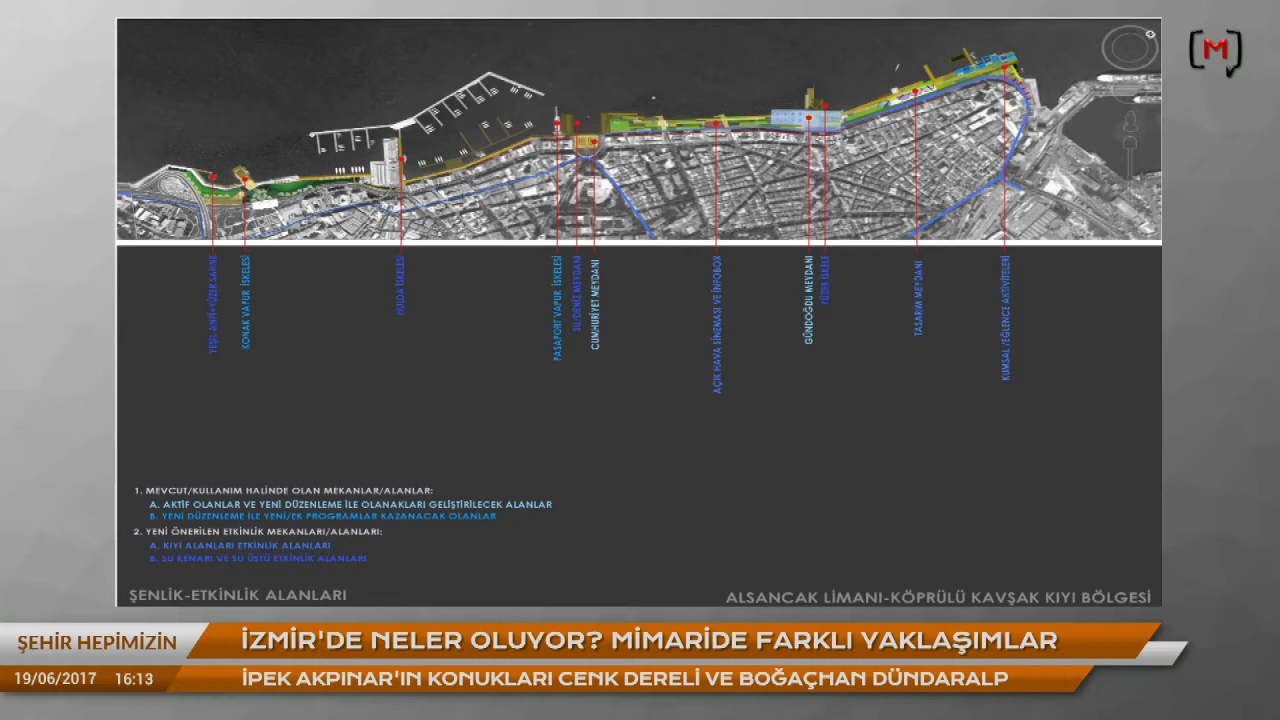 [M]
YEŞİL AMFİ+YÜZER SAHNE
KONAK VAPUR İSKELESİ
HULDA İSKELESİ
PASAPORT VAPUR İSKELESİ
SU/DENİZ MEYDANI
CUMHURİYET MEYDANI
AÇIK HAVA SİNEMASI VE INFOBOX
GÜNDOĞDU MEYDANI
YÜZER İSKELE
TASARIM MEYDANI
KUMSAL /EĞLENCE AKTİVİTELERİ
1. MEVCUT/KULLANIM HALİNDE OLAN MEKANLAR/ALANLAR:
A. AKTİF OLANLAR VE YENİ DÜZENLEME İLE OLANAKLARI GELİŞTİRİLECEK ALANLAR
B. YENİ DÜZENLEME İLE YENİ/EK PROGRAMLAR KAZANACAK OLANLAR
2. YENİ ÖNERİLEN ETKİNLİK MEKANLARI/ALANLARI:
A. KIYI ALANLARI ETKİNLİK ALANLARI
B. SU KENARI VE SU ÜSTÜ ETKİNLİK ALANLARI
ŞENLİK-ETKİNLİK ALANLARI
ALSANCAK LİMANI-KÖPRÜLÜ KAVŞAK KIYI BÖLGESİ
ŞEHİR HEPİMİZİN
İZMİR'DE NELER OLUYOR? MİMARİDE FARKLI YAKLAŞIMLAR
19/06/2017 16:13
İPEK AKPINAR'IN KONUKLARI CENK DERELİ VE BOĞAÇHAN DÜNDARALP